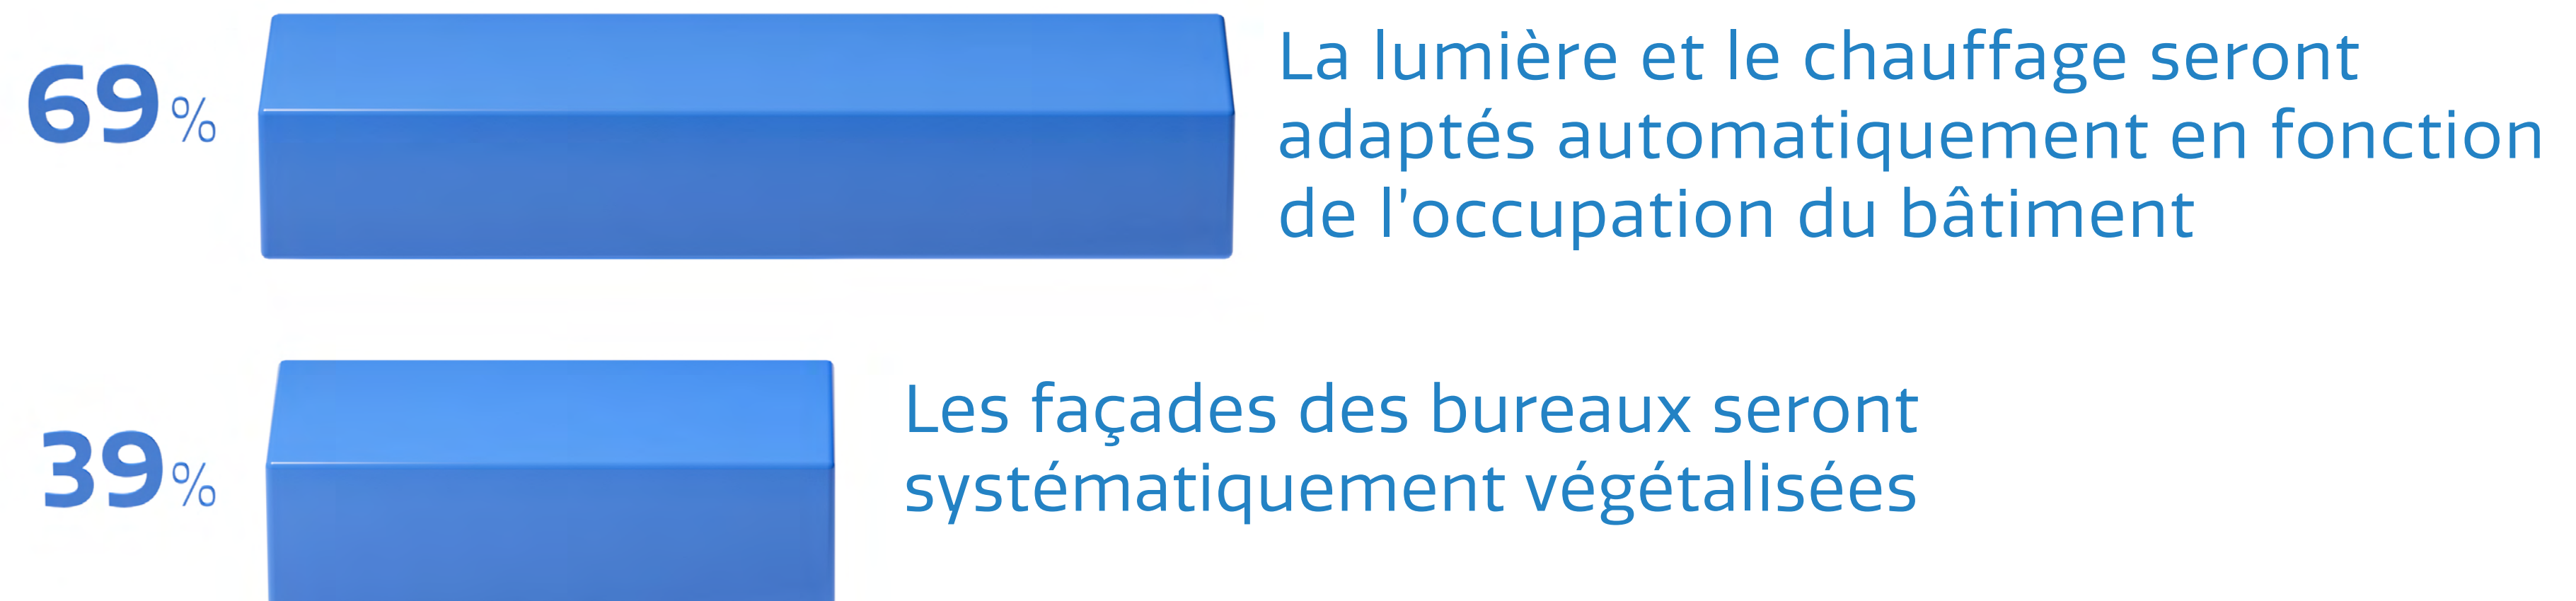 69%
La lumière et le chauffage seront
adaptés automatiquement en fonction
de l'occupation du bâtiment
39%
Les façades des bureaux seront
systématiquement végétalisées